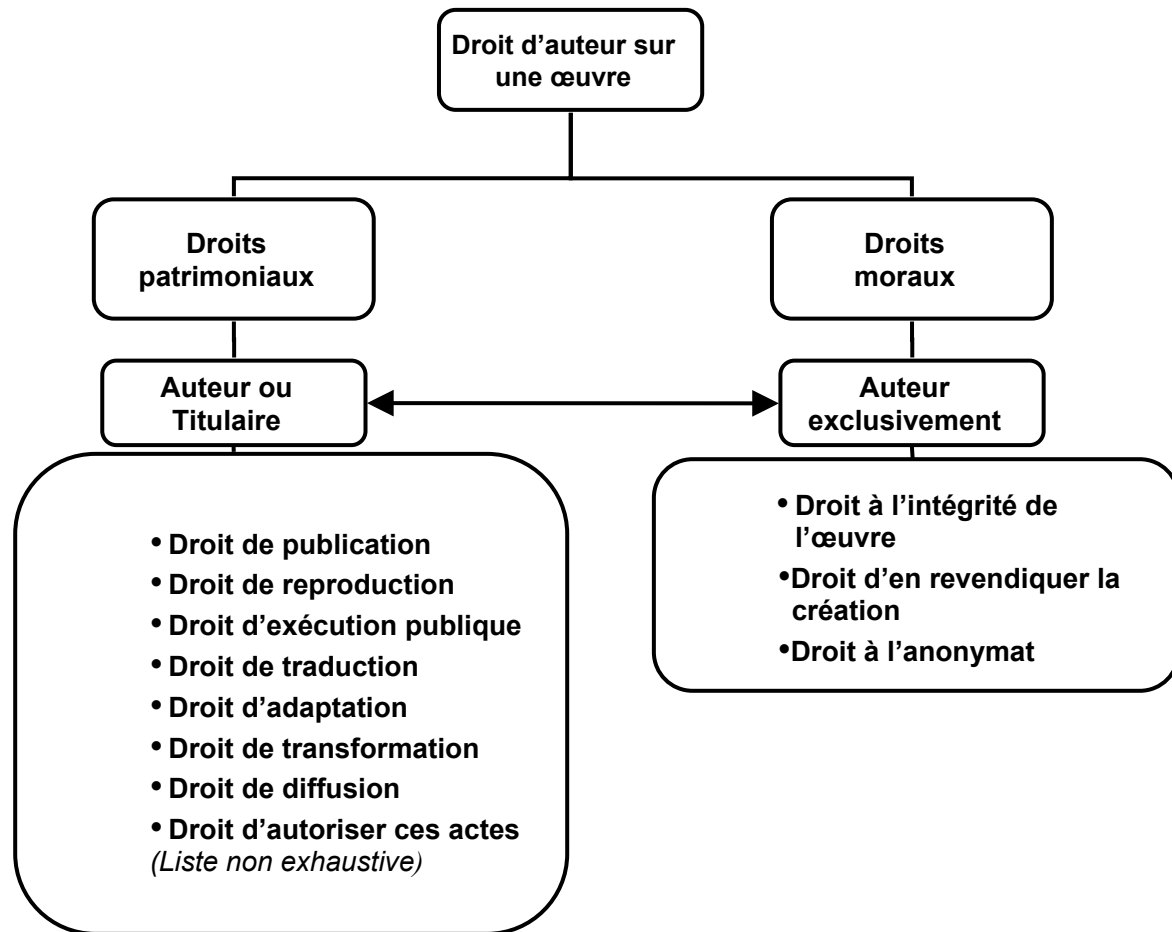 Droit d’auteur sur
une œuvre
Droits
patrimoniaux
Droits
moraux
Auteur ou
Titulaire
Auteur
exclusivement
• Droit de publication
• Droit de reproduction
• Droit d’exécution publique
• Droit de traduction
• Droit d’adaptation
• Droit de transformation
• Droit de diffusion
• Droit d’autoriser ces actes
(Liste non exhaustive)
• Droit à l’intégrité de
l’œuvre
• Droit d’en revendiquer la
création
•Droit à l’anonymat